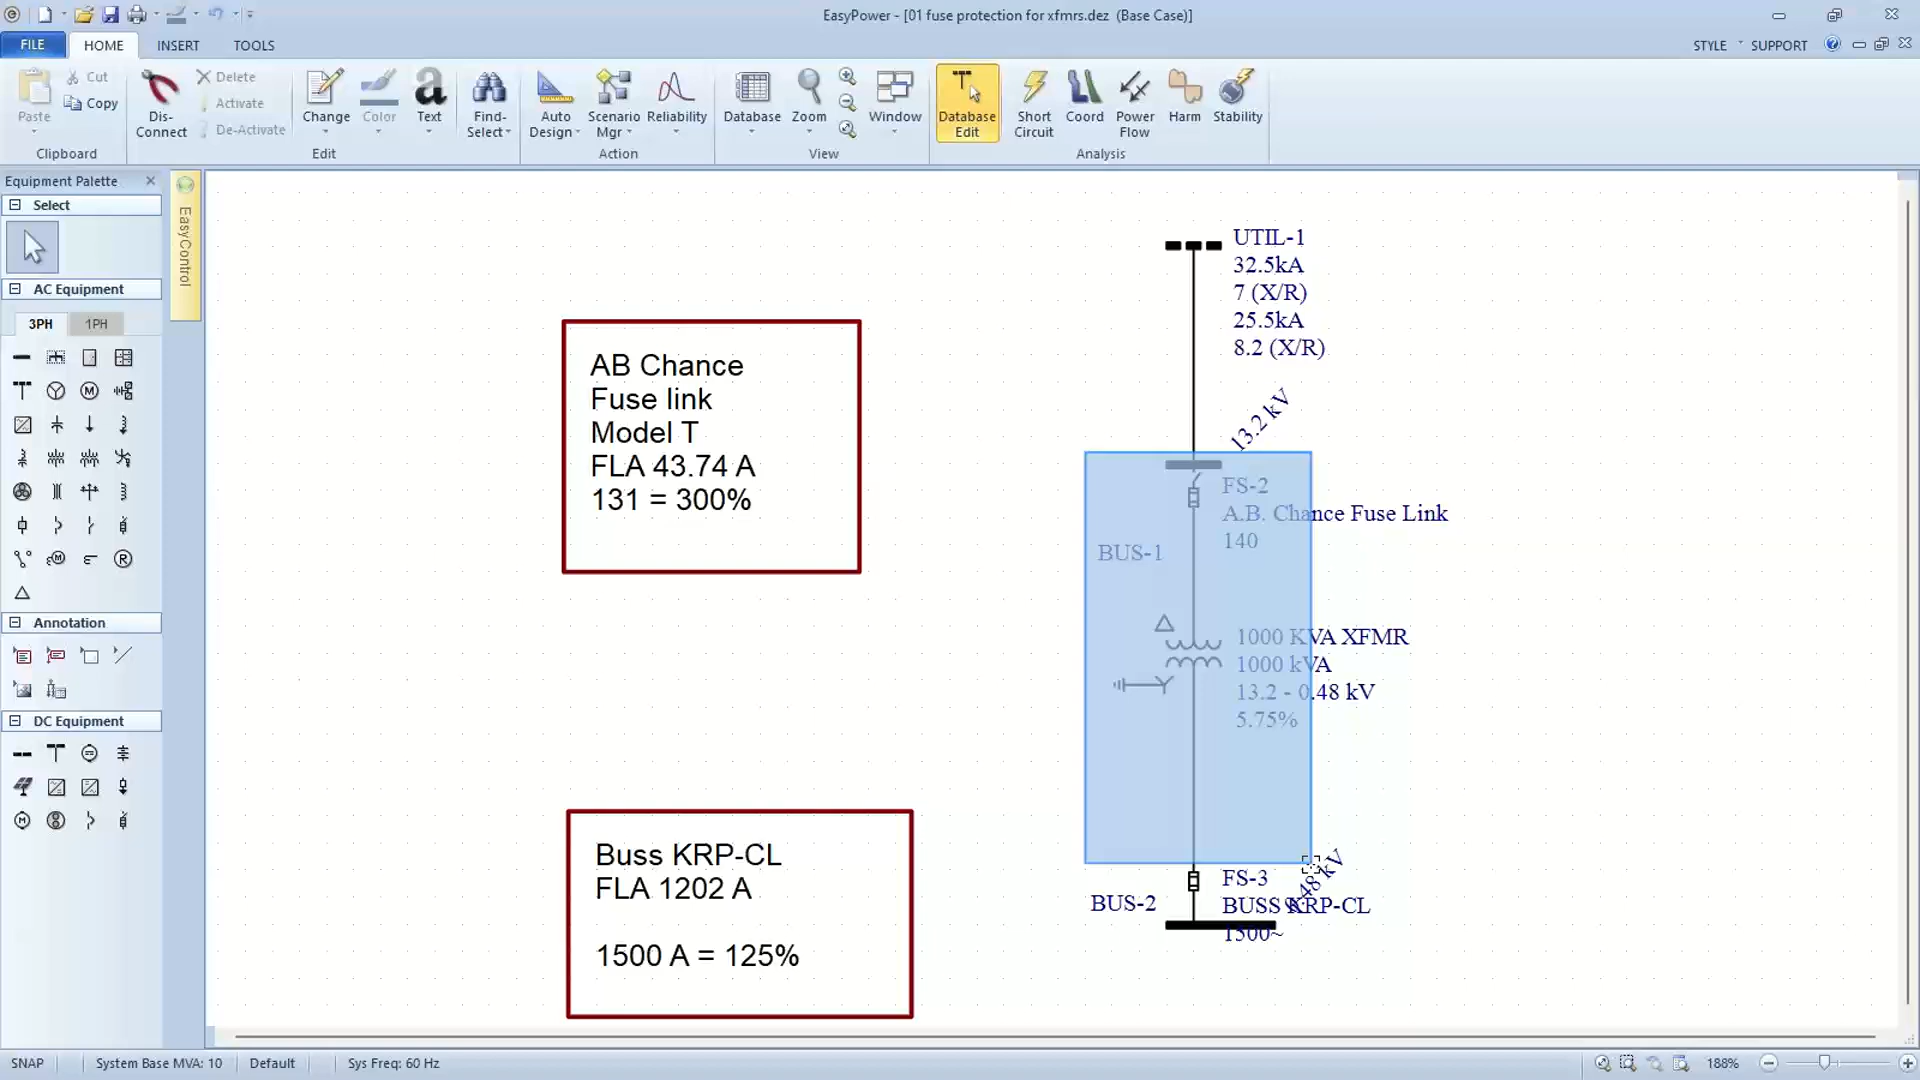 EasyPower - [01 fuse protection for xfmrs.dez (Base Case)]
FILE
HOME
INSERT
TOOLS
STYLE
SUPPORT
Paste
Cut
Copy
Clipboard
Dis-
Connect
Delete
Activate
De-Activate
Change
Color
Text
Edit
Find-
Select
Auto
Design
Scenario
Mgr
Reliability
Action
Database
Zoom
Window
View
Database
Edit
Short
Circuit
Coord
Power
Flow
Harm
Stability
Analysis
Equipment Palette
Select
AC Equipment
3PH
1PH
Annotation
DC Equipment
EasyControl
AB Chance
Fuse link
Model T
FLA 43.74 A
131 = 300%
Buss KRP-CL
FLA 1202 A
1500 A = 125%
UTIL-1
32.5kA
7 (X/R)
25.5kA
8.2 (X/R)
13.2 kV
FS-2
A.B. Chance Fuse Link
140
BUS-1
1000 KVA XFMR
1000 kVA
13.2 - 0.48 kV
5.75%
FS-3
BUSS KRP-CL
1500~
BUS-2
SNAP
System Base MVA: 10
Default
Sys Freq: 60 Hz
188%